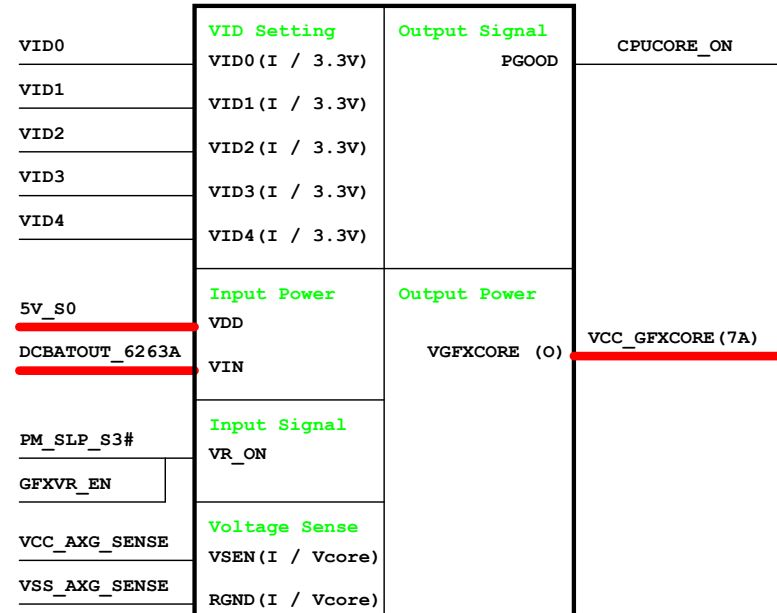 VID Setting
Output Signal
VID0
VID0(I / 3.3V)
PGOOD
CPUCORE_ON
VID1
VID1(I / 3.3V)
VID2
VID2(I / 3.3V)
VID3
VID3(I / 3.3V)
VID4
VID4(I / 3.3V)
Input Power
Output Power
5V_S0
VDD
DCBATOUT_6263A
VIN
VGFXCORE (O)
VCC_GFXCORE(7A)
Input Signal
PM_SLP_S3#
VR_ON
GFXVR_EN
Voltage Sense
VCC_AXG_SENSE
VSEN(I / Vcore)
VSS_AXG_SENSE
RGND(I / Vcore)